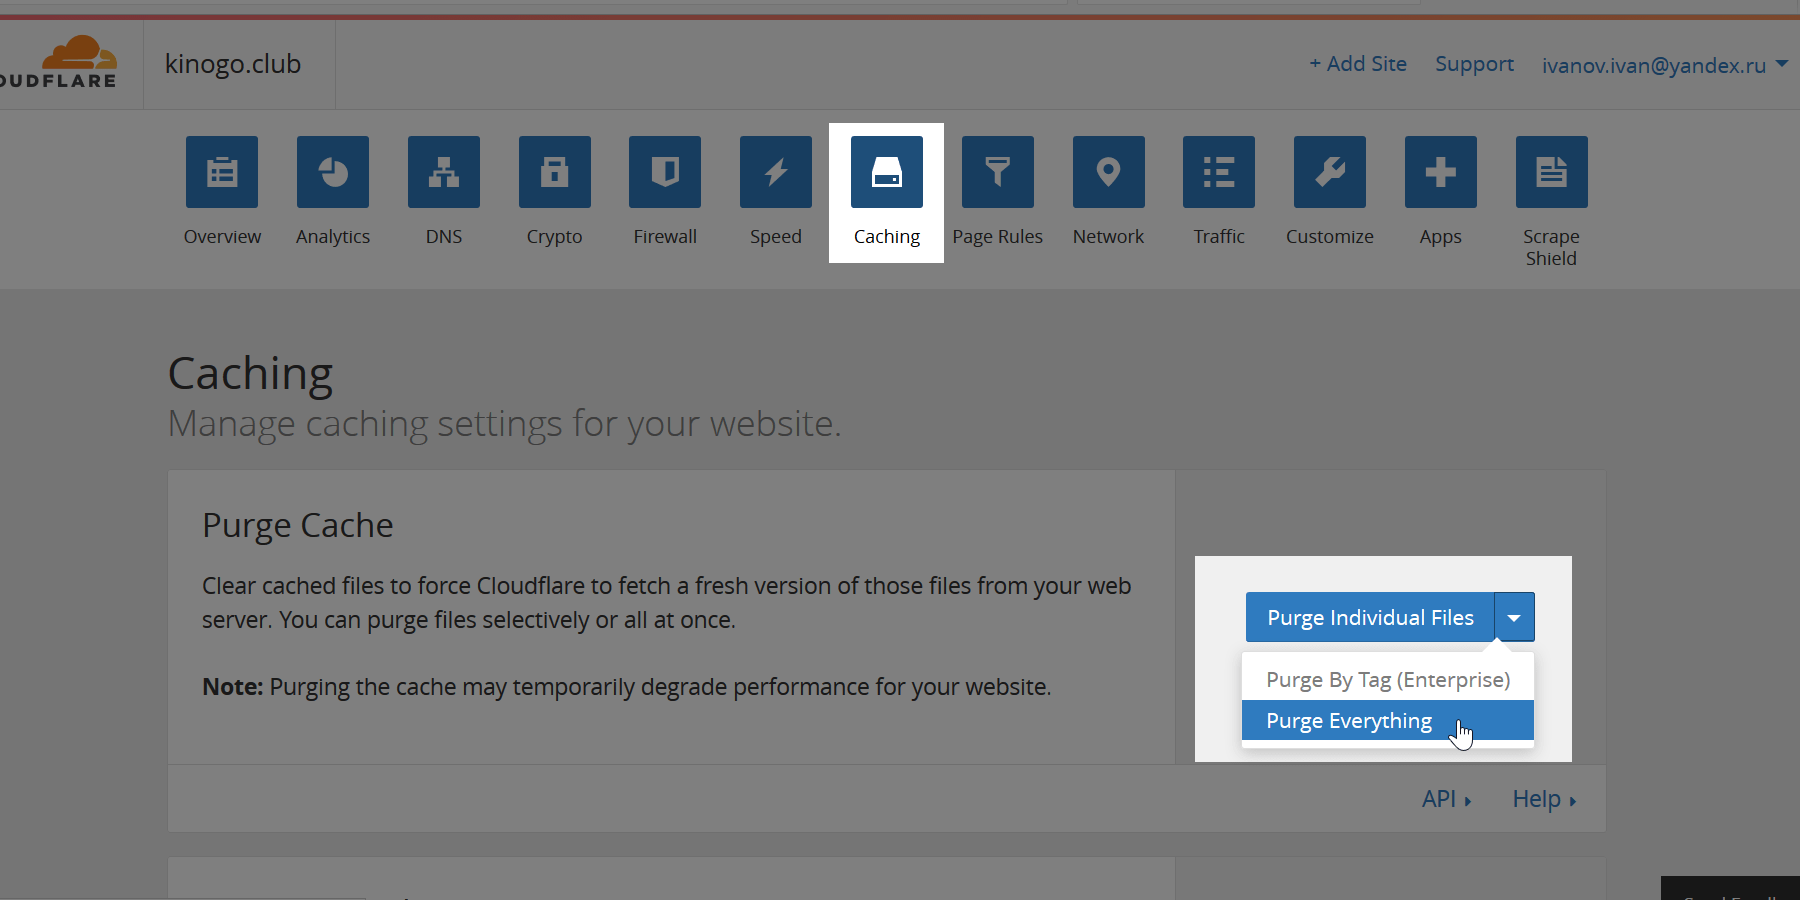 OUDFLARE
kinogo.club
+ Add Site
Support
ivanov.ivan@yandex.ru
Overview
Analytics
DNS
Crypto
Firewall
Speed
Caching
Page Rules
Network
Traffic
Customize
Apps
Scrape
Shield
Caching
Manage caching settings for your website.
Purge Cache
Clear cached files to force Cloudflare to fetch a fresh version of those files from your web
server. You can purge files selectively or all at once.
Note: Purging the cache may temporarily degrade performance for your website.
Purge Individual Files
Purge By Tag (Enterprise)
Purge Everything
API
Help